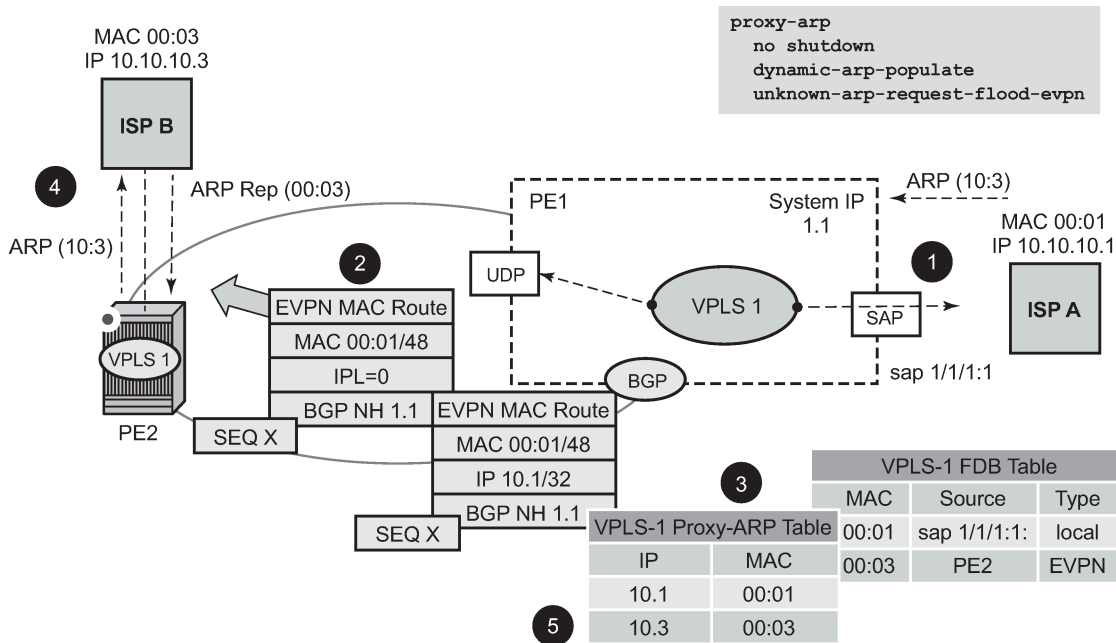 proxy-arp
no shutdown
dynamic-arp-populate
unknown-arp-request-flood-evpn
MAC 00:03
IP 10.10.10.3
ISP B
4
ARP Rep (00:03)
ARP (10:3)
PE1
System IP
1.1
ARP (10:3)
MAC 00:01
IP 10.10.10.1
1
ISP A
2
UDP
VPLS 1
SAP
sap 1/1/1:1
BGP
VPLS 1
PE2
EVPN MAC Route
MAC 00:01/48
IPL=0
BGP NH 1.1
SEQ X
EVPN MAC Route
MAC 00:01/48
IP 10.1/32
BGP NH 1.1
SEQ X
3
VPLS-1 FDB Table
MAC Source Type
00:01 sap 1/1/1:1: local
00:03 PE2 EVPN
VPLS-1 Proxy-ARP Table
IP MAC
10.1 00:01
10.3 00:03
5